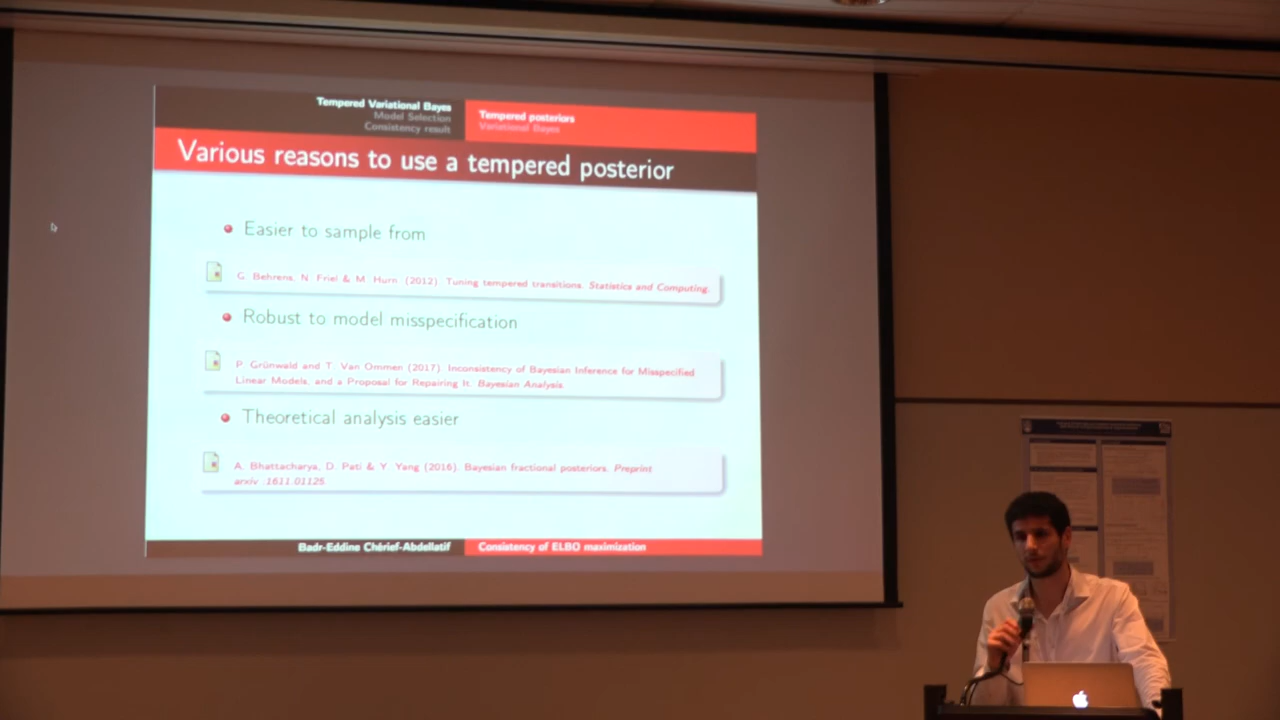 Tempered Variational Bayes
Model Selection
Consistency result
Tempered posteriors
Variational Bayes
Various reasons to use a tempered posterior
Easier to sample from
G. Behrens, N. Friel & M. Hurn. (2012). Tuning tempered transitions. Statistics and Computing.
Robust to model misspecification
P. Grünwald and T. Van Ommen (2017). Inconsistency of Bayesian Inference for Misspecified
Linear Models, and a Proposal for Repairing It. Bayesian Analysis.
Theoretical analysis easier
A. Bhattacharya, D. Pati & Y. Yang (2016). Bayesian fractional posteriors. Preprint
arxiv :1611.01125.
Badr-Eddine Chérief-Abdellatif
Consistency of ELBO maximization